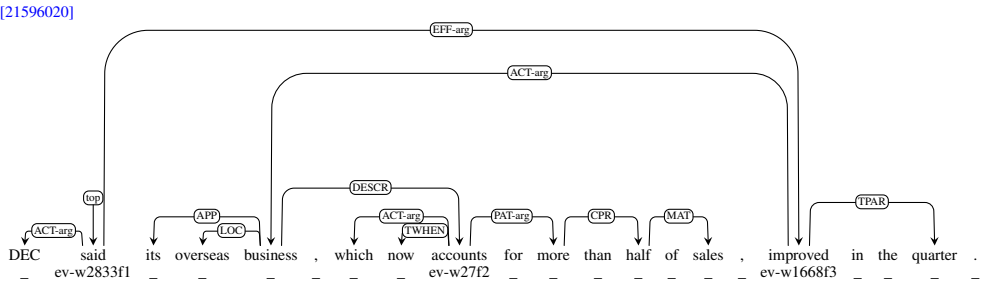 [21596020]
EFF-arg
ACT-arg
top
DESCR
APP
ACT-arg
PAT-arg
CPR
MAT
TPAR
ACT-arg
LOC
TWHEN
DEC said its overseas business , which now accounts for more than half of sales , improved in the quarter .
_ ev-w2833f1 _ _ _ _ _ _ ev-w27f2 _ _ _ _ _ _ _ ev-w1668f3 _ _ _ _